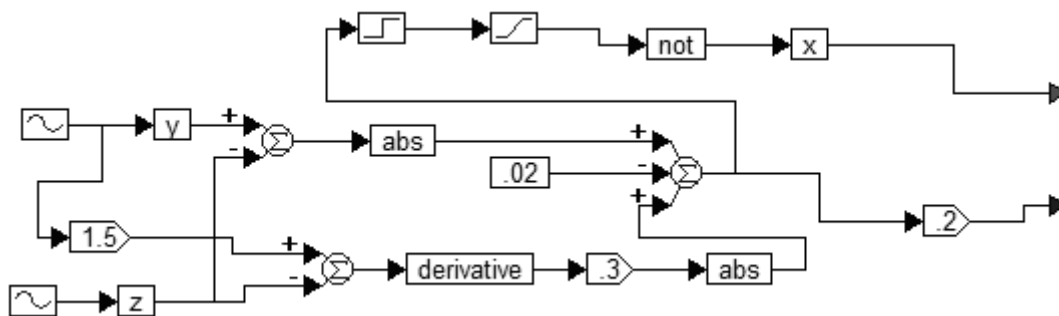 not
x
+
y
+
Σ
abs
+
-
.02
-
Σ
+
1.5
+
.2
Σ
derivative
.3
abs
-
z